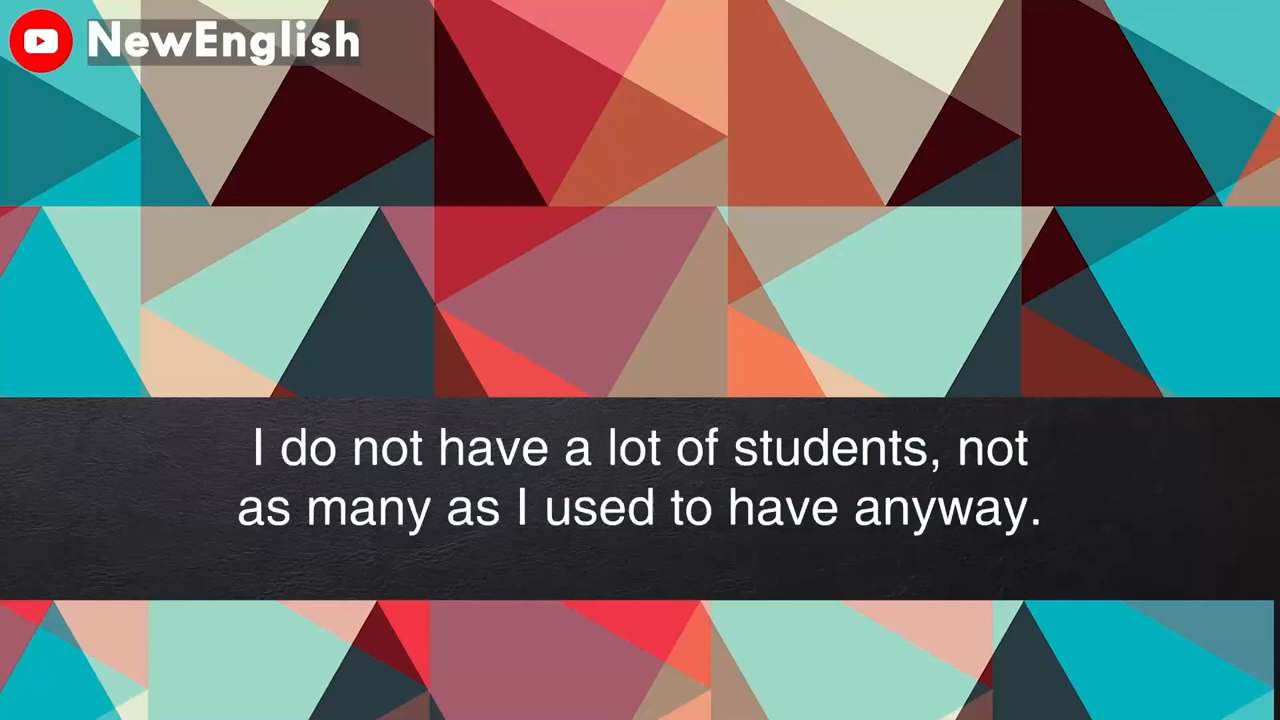 NewEnglish
I do not have a lot of students, not
as many as I used to have anyway.